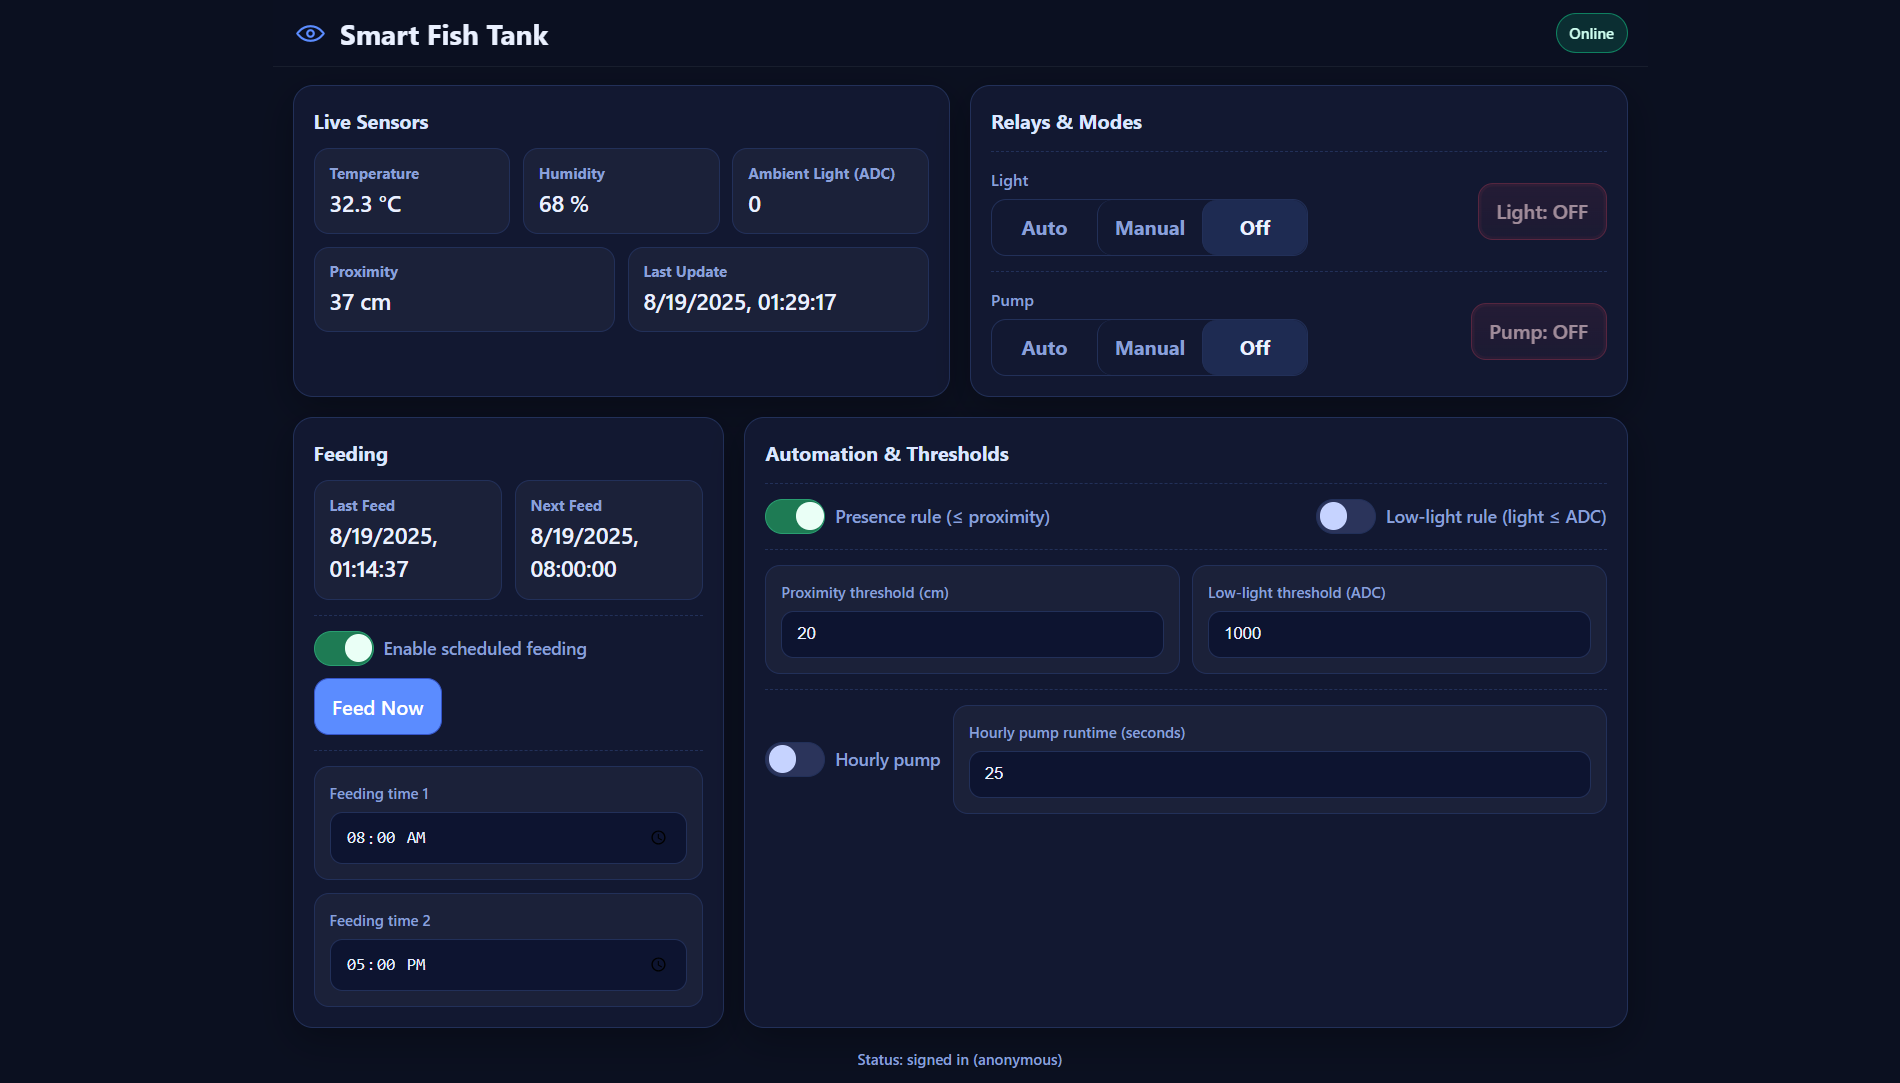 Smart Fish Tank
Online
Live Sensors
Temperature
32.3 °C
Humidity
68 %
Ambient Light (ADC)
0
Proximity
37 cm
Last Update
8/19/2025, 01:29:17
Relays & Modes
Light
Auto
Manual
Off
Light: OFF
Pump
Auto
Manual
Off
Pump: OFF
Feeding
Last Feed
8/19/2025,
01:14:37
Next Feed
8/19/2025,
08:00:00
Enable scheduled feeding
Feed Now
Feeding time 1
08:00 AM
Feeding time 2
05:00 PM
Automation & Thresholds
Presence rule (≤ proximity)
Low-light rule (light ≤ ADC)
Proximity threshold (cm)
20
Low-light threshold (ADC)
1000
Hourly pump
Hourly pump runtime (seconds)
25
Status: signed in (anonymous)